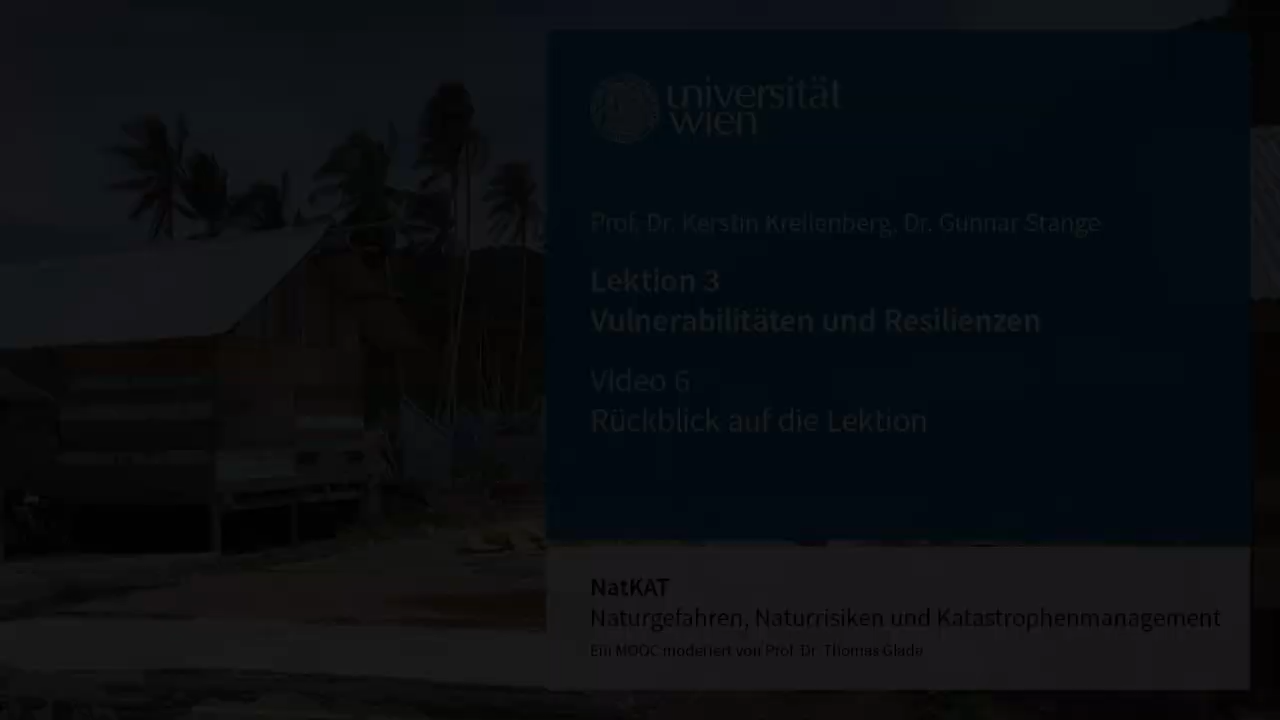 universität
wien
Prof. Dr. Kerstin Krellenberg, Dr. Gunnar Stange
Lektion 3
Vulnerabilitäten und Resilienzen
Video 6
Rückblick auf die Lektion
NatKAT
Naturgefahren, Naturrisiken und Katastrophenmanagement
Ein MOOC moderiert von Prof. Dr. Thomas Glade